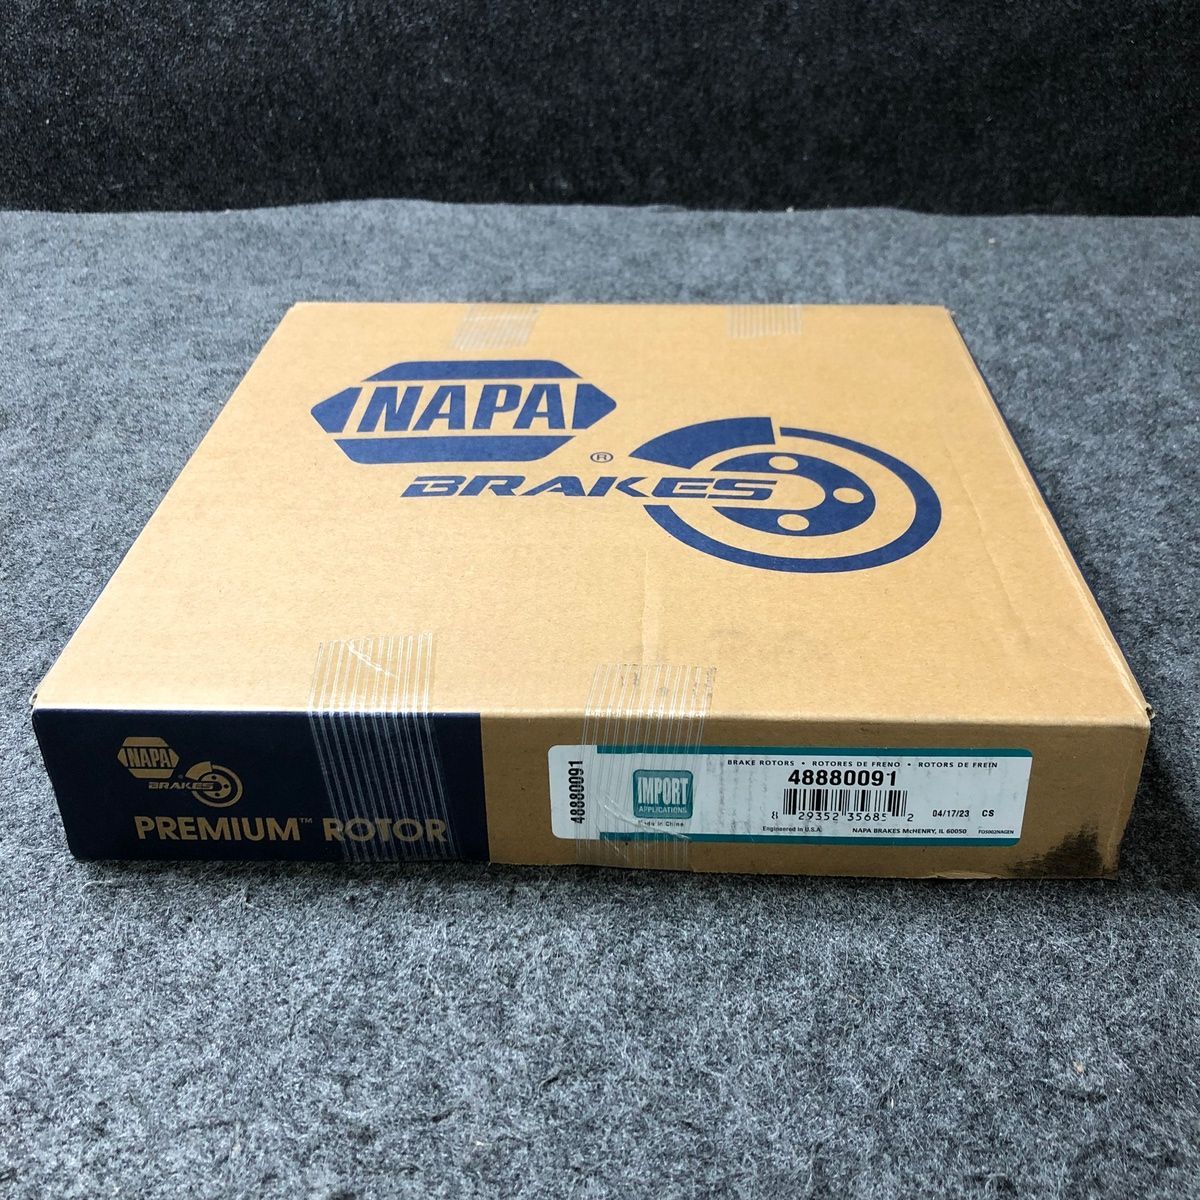 NAPA
®
BRAKES
NAPA
®
BRAKES
PREMIUM™ ROTOR
48880091
IMPORT
APPLICATIONS
Made in China
BRAKE ROTORS • ROTORES DE FRENO • ROTORS DE FREIN
48880091
8 29352 35685 2
04/17/23 CS
Engineered in U.S.A.
NAPA BRAKES McHENRY, IL 60050
FO5002NAGEN